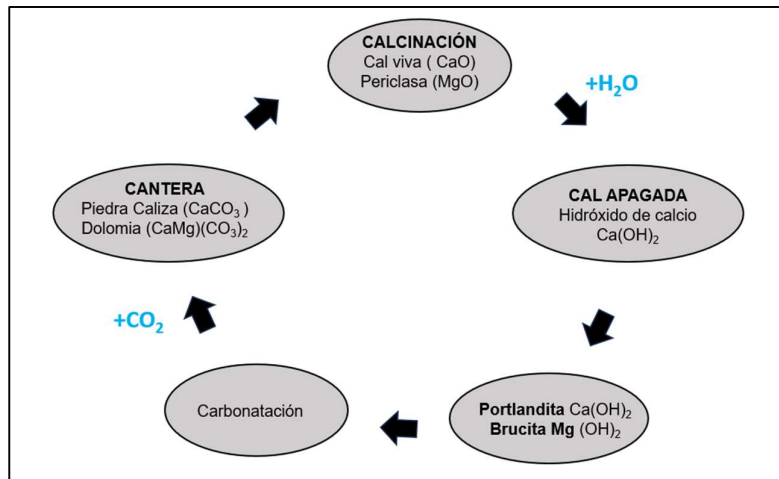 CALCINACIÓN
Cal viva ( CaO)
Periclasa (MgO)
+H₂O
CAL APAGADA
Hidróxido de calcio
Ca(OH)₂
Portlandita Ca(OH)₂
Brucita Mg (OH)₂
Carbonatación
+CO₂
CANTERA
Piedra Caliza (CaCO₃ )
Dolomia (CaMg)(CO₃)₂